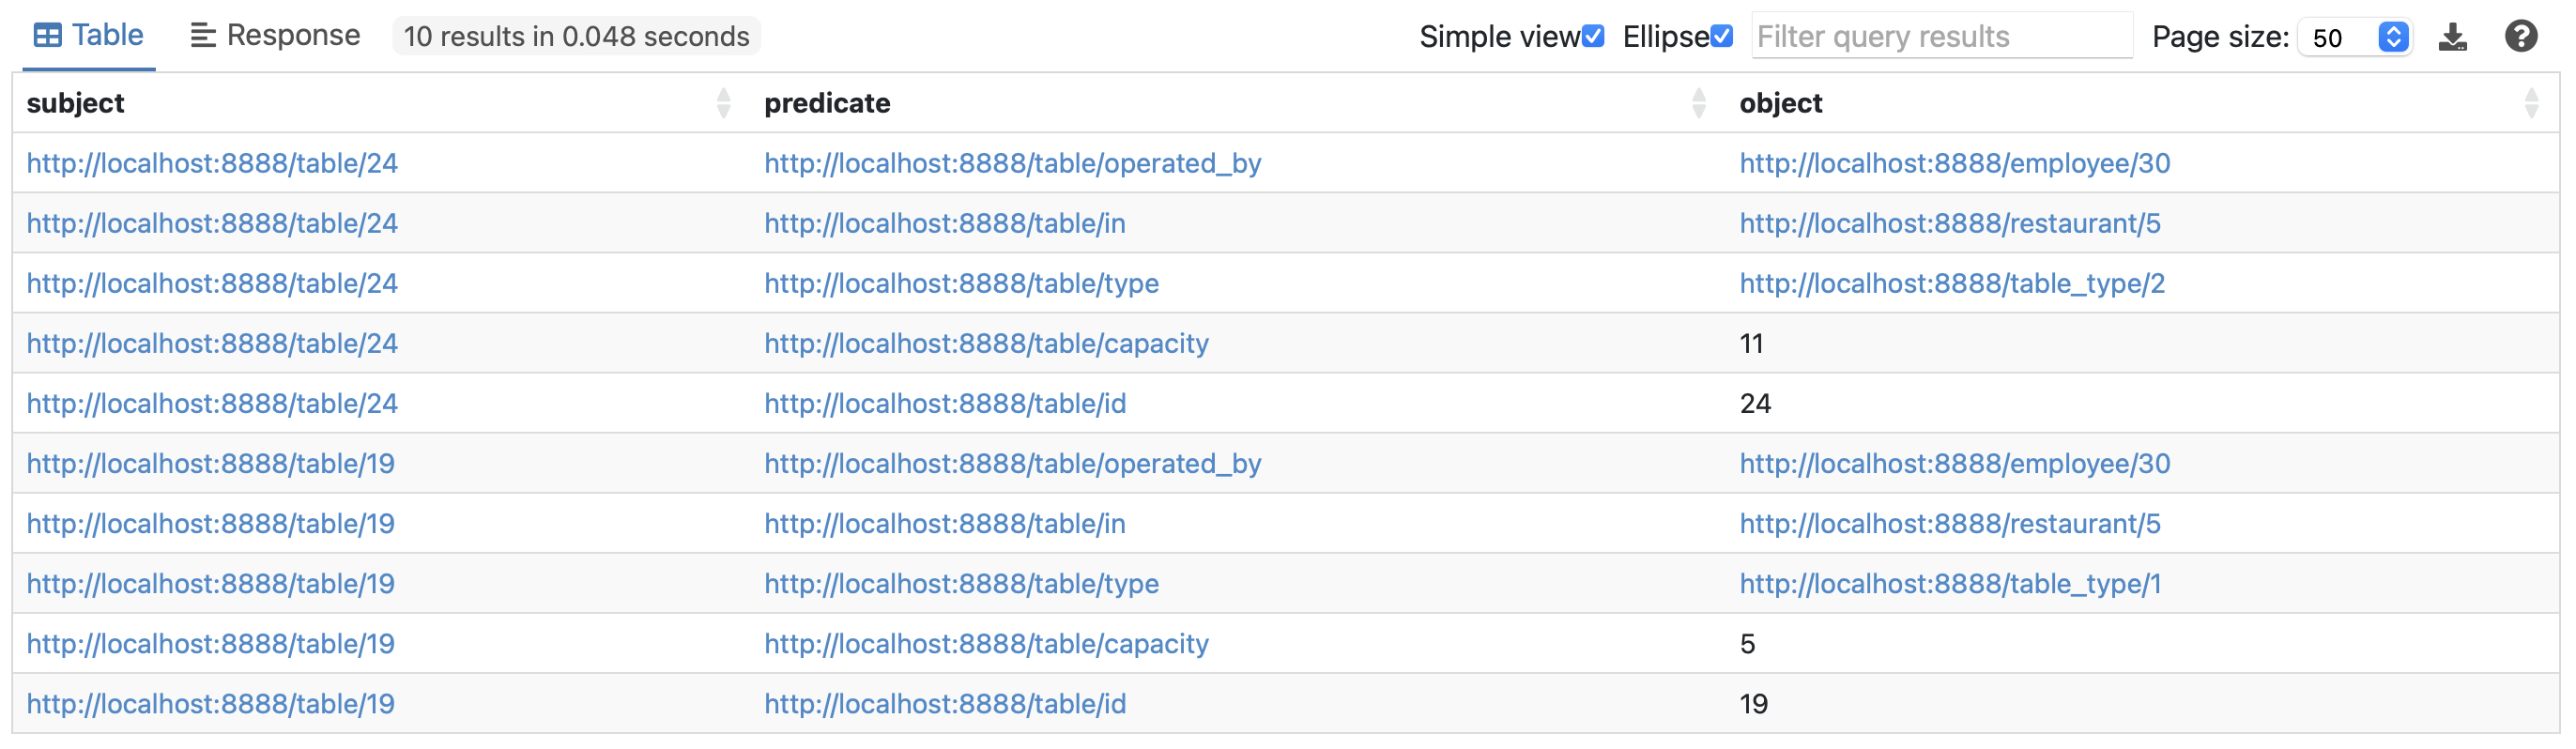 Table Response 10 results in 0.048 seconds Simple view Ellipse Filter query results Page size: 50
subject predicate object
http://localhost:8888/table/24 http://localhost:8888/table/operated_by http://localhost:8888/employee/30
http://localhost:8888/table/24 http://localhost:8888/table/in http://localhost:8888/restaurant/5
http://localhost:8888/table/24 http://localhost:8888/table/type http://localhost:8888/table_type/2
http://localhost:8888/table/24 http://localhost:8888/table/capacity 11
http://localhost:8888/table/24 http://localhost:8888/table/id 24
http://localhost:8888/table/19 http://localhost:8888/table/operated_by http://localhost:8888/employee/30
http://localhost:8888/table/19 http://localhost:8888/table/in http://localhost:8888/restaurant/5
http://localhost:8888/table/19 http://localhost:8888/table/type http://localhost:8888/table_type/1
http://localhost:8888/table/19 http://localhost:8888/table/capacity 5
http://localhost:8888/table/19 http://localhost:8888/table/id 19